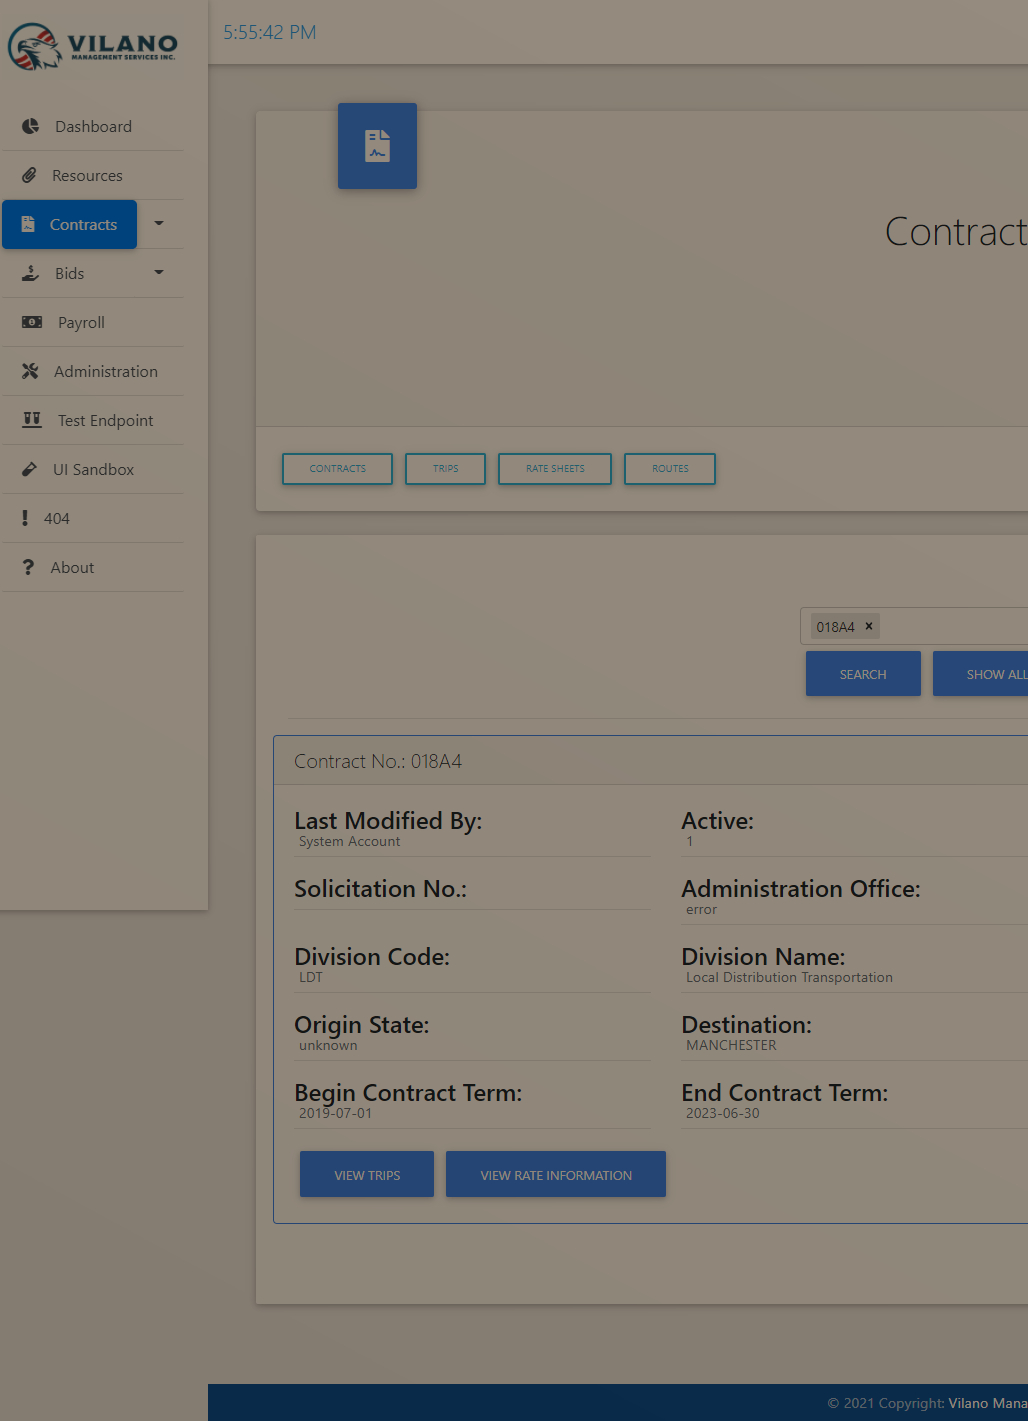 VILANO
MANAGEMENT SERVICES INC.
5:55:42 PM
Dashboard
Resources
Contracts
Bids
Payroll
Administration
Test Endpoint
UI Sandbox
404
About
Contract
CONTRACTS TRIPS RATE SHEETS ROUTES
018A4 ×
SEARCH SHOW ALL
Contract No.: 018A4
Last Modified By: Active:
System Account 1
Solicitation No.: Administration Office:
error
Division Code: Division Name:
LDT Local Distribution Transportation
Origin State: Destination:
unknown MANCHESTER
Begin Contract Term: End Contract Term:
2019-07-01 2023-06-30
VIEW TRIPS VIEW RATE INFORMATION
© 2021 Copyright: Vilano Mana